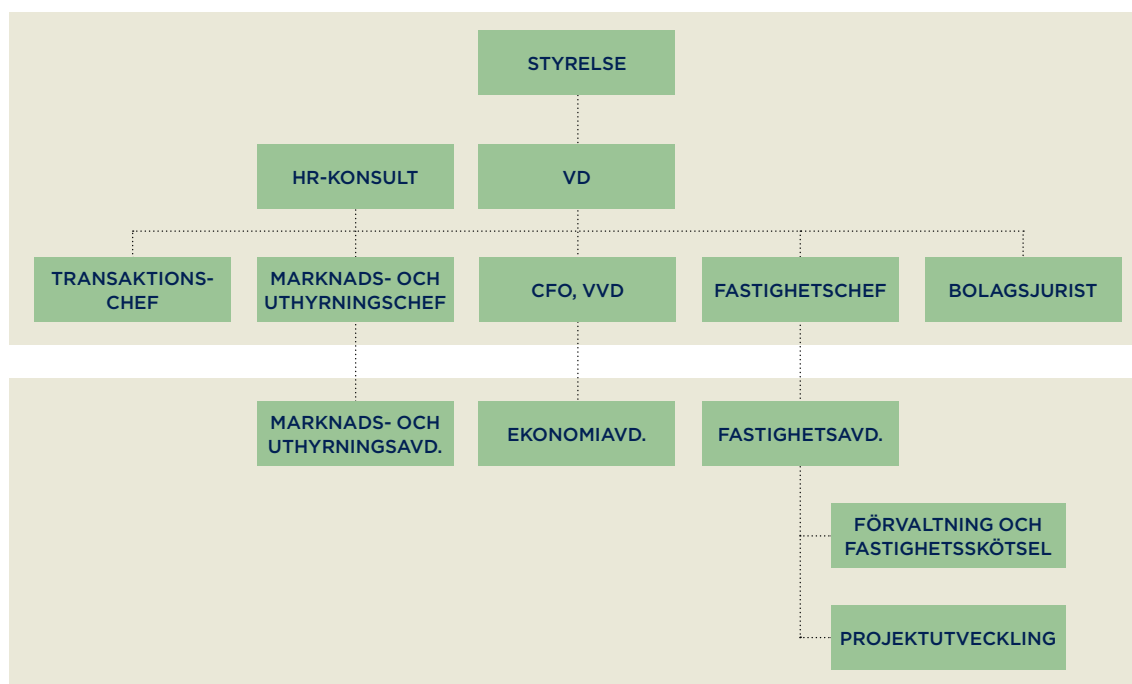 STYRELSE
HR-KONSULT
VD
TRANSAKTIONS-
CHEF
MARKNADS- OCH
UTHYRNINGSCHEF
CFO, VVD
FASTIGHETSCHEF
BOLAGSJURIST
MARKNADS- OCH
UTHYRNINGSAVD.
EKONOMIAVD.
FASTIGHETSAVD.
FÖRVALTNING OCH
FASTIGHETSSKÖTSEL
PROJEKTUTVECKLING